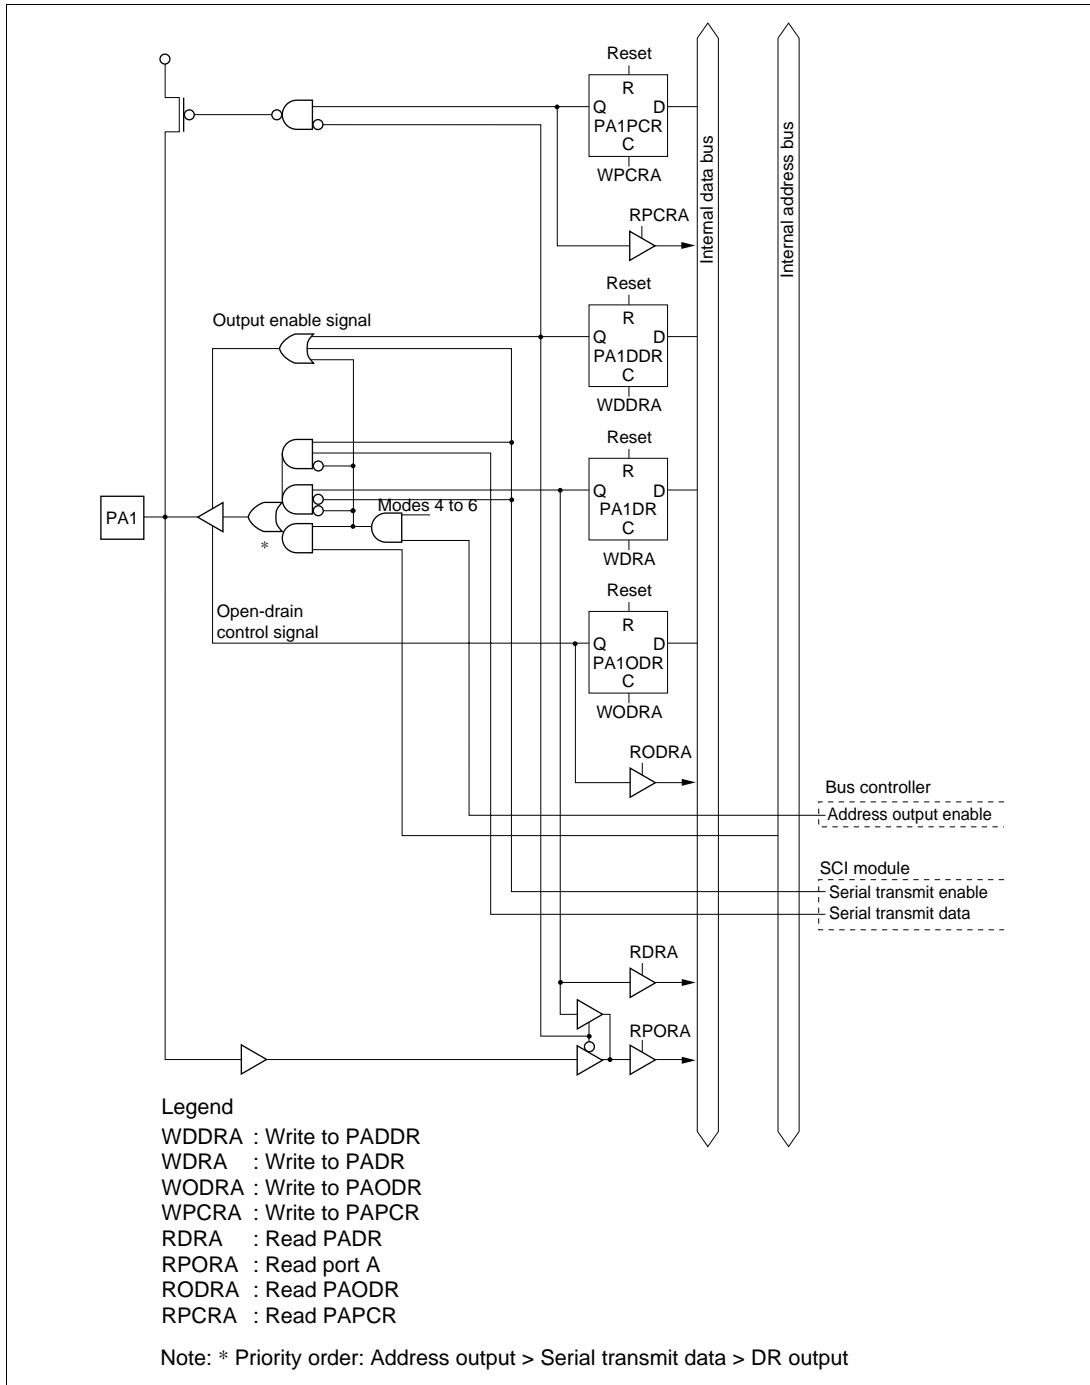 Reset
R
Q D
PA1PCR
C
WPCRA
RPCRA
Internal data bus
Internal address bus
Reset
R
Output enable signal
Q D
PA1DDR
C
WDDRA
Reset
R
Q D
Modes 4 to 6
PA1DR
C
PA1
*
WDRA
Reset
Open-drain
control signal
R
Q D
PA1ODR
C
WODRA
RODRA
Bus controller
Address output enable
SCI module
Serial transmit enable
Serial transmit data
RDRA
RPORA
Legend
WDDRA : Write to PADDR
WDRA : Write to PADR
WODRA : Write to PAODR
WPCRA : Write to PAPCR
RDRA : Read PADR
RPORA : Read port A
RODRA : Read PAODR
RPCRA : Read PAPCR
Note: * Priority order: Address output > Serial transmit data > DR output